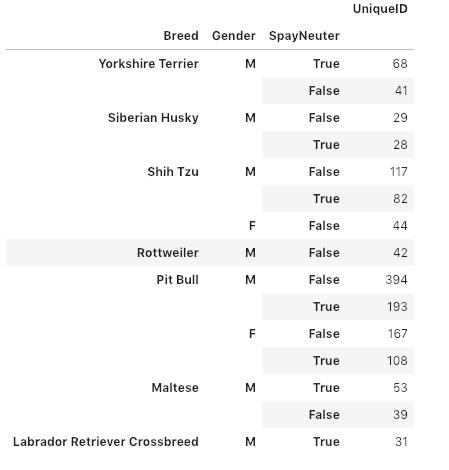 UniqueID
Breed Gender SpayNeuter
Yorkshire Terrier M True 68
False 41
Siberian Husky M False 29
True 28
Shih Tzu M False 117
True 82
F False 44
Rottweiler M False 42
Pit Bull M False 394
True 193
F False 167
True 108
Maltese M True 53
False 39
Labrador Retriever Crossbreed M True 31